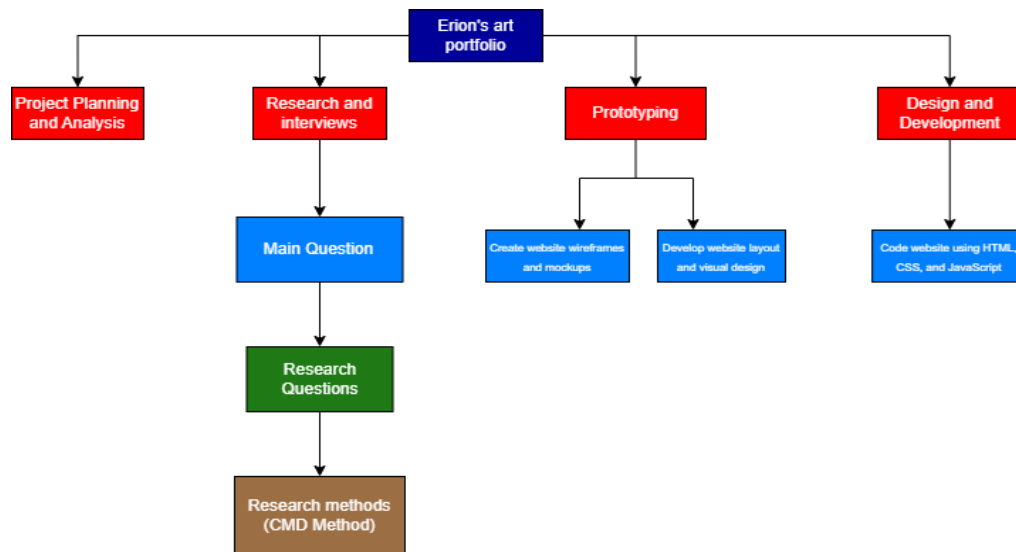 Erion's art
portfolio
Project Planning
and Analysis
Research and
interviews
Prototyping
Design and
Development
Main Question
Create website wireframes
and mockups
Develop website layout
and visual design
Code website using HTML,
CSS, and JavaScript
Research
Questions
Research methods
(CMD Method)